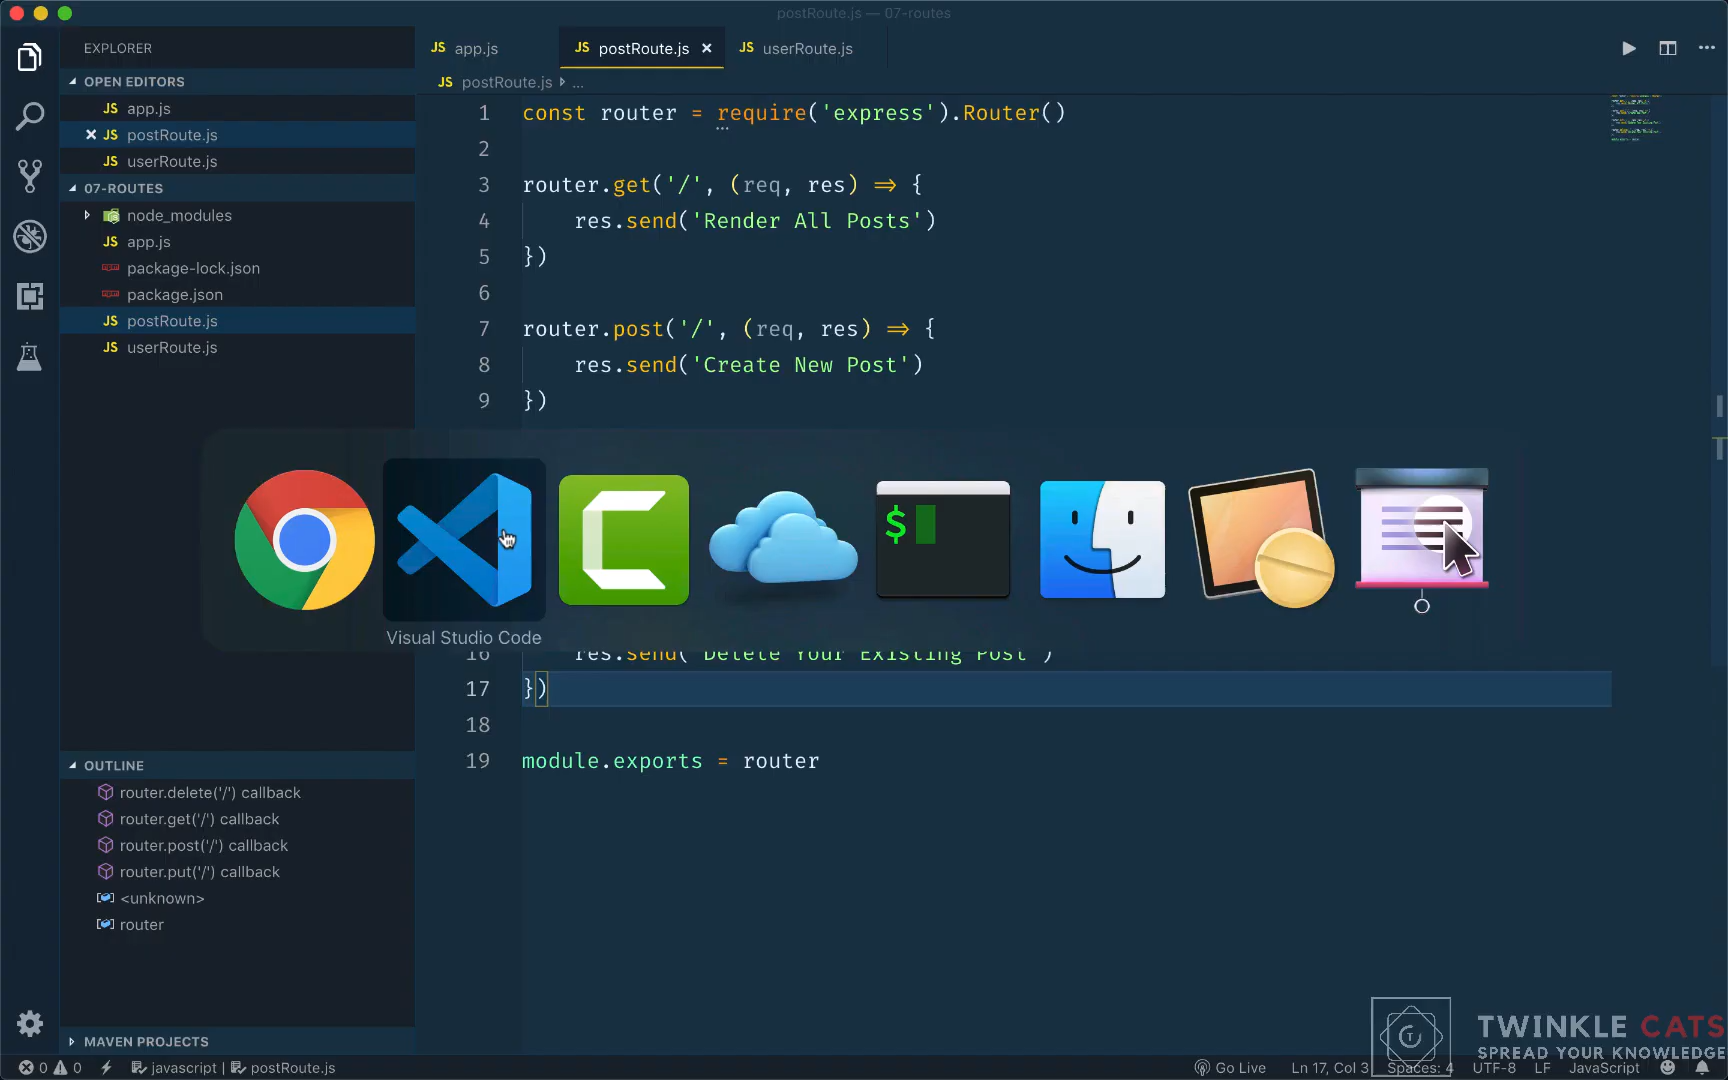 postRoute.js — 07-routes
EXPLORER
OPEN EDITORS
JS app.js
JS postRoute.js
JS userRoute.js
07-ROUTES
node_modules
JS app.js
package-lock.json
package.json
JS postRoute.js
JS userRoute.js
OUTLINE
router.delete('/') callback
router.get('/') callback
router.post('/') callback
router.put('/') callback
<unknown>
router
MAVEN PROJECTS
JS app.js
JS postRoute.js
JS userRoute.js
JS postRoute.js ...
1 const router = require('express').Router()
2
3 router.get('/', (req, res) => {
4 res.send('Render All Posts')
5 })
6
7 router.post('/', (req, res) => {
8 res.send('Create New Post')
9 })
$
Visual Studio Code
16 res.send('Delete Your Existing Post')
17 })
18
19 module.exports = router
TWINKLE CATS
SPREAD YOUR KNOWLEDGE
0 0 javascript | postRoute.js Go Live Ln 17, Col 3 Spaces: 4 UTF-8 LF JavaScript